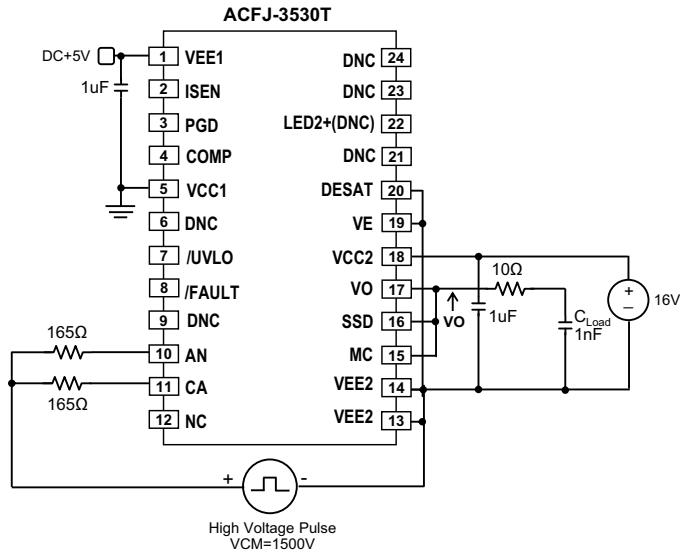 ACFJ-3530T
DC+5V
1uF
1 VEE1
2 ISEN
3 PGD
4 COMP
5 VCC1
6 DNC
7 /UVLO
8 /FAULT
9 DNC
10 AN
11 CA
12 NC
165Ω
165Ω
DNC 24
DNC 23
LED2+(DNC) 22
DNC 21
DESAT 20
VE 19
VCC2 18
VO 17
SSD 16
MC 15
VEE2 14
VEE2 13
VO
1uF
10Ω
CLoad
1nF
+
–
16V
+ -
High Voltage Pulse
VCM=1500V